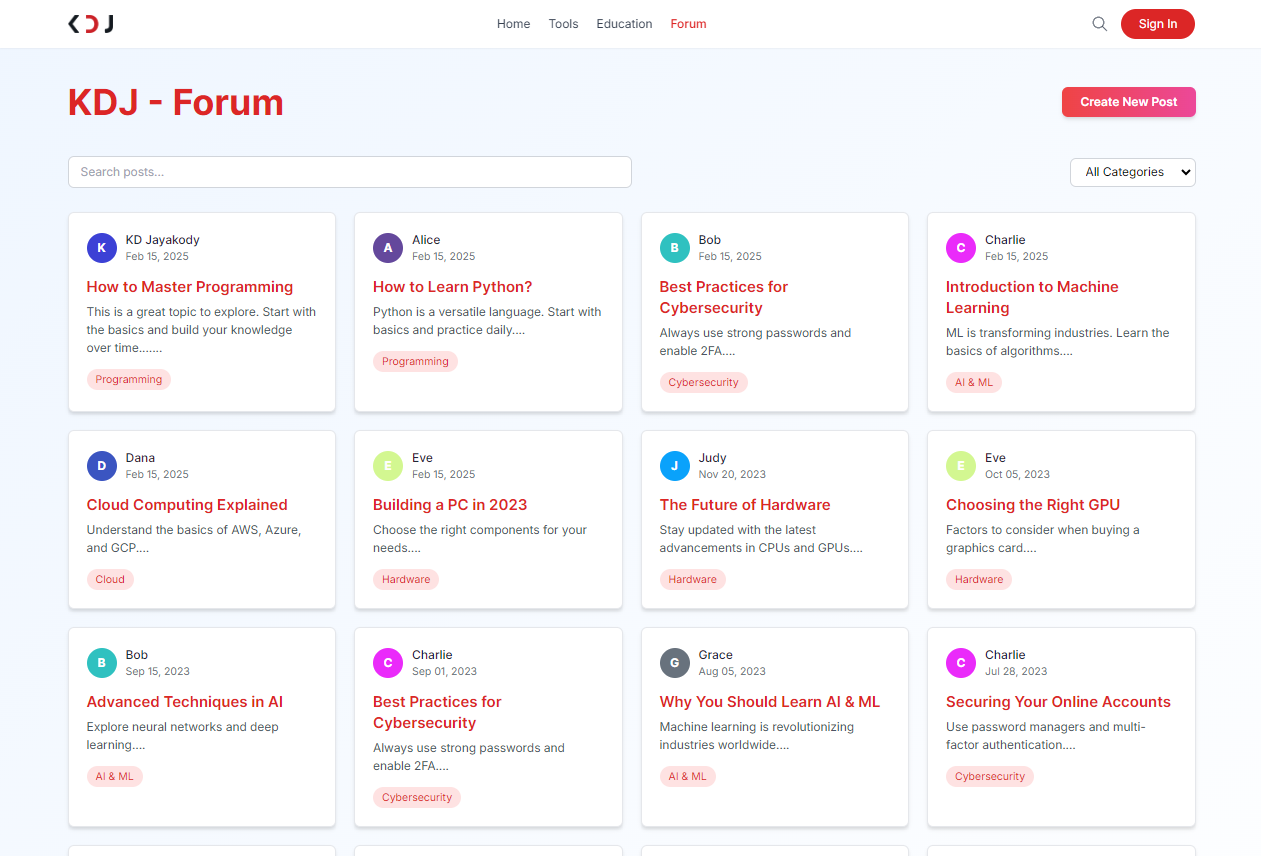 KDJ
Home Tools Education Forum
Sign In
KDJ - Forum
Create New Post
Search posts...
All Categories
K
KD Jayakody
Feb 15, 2025
How to Master Programming
This is a great topic to explore. Start with
the basics and build your knowledge
over time.......
Programming
A
Alice
Feb 15, 2025
How to Learn Python?
Python is a versatile language. Start with
basics and practice daily....
Programming
B
Bob
Feb 15, 2025
Best Practices for
Cybersecurity
Always use strong passwords and
enable 2FA....
Cybersecurity
C
Charlie
Feb 15, 2025
Introduction to Machine
Learning
ML is transforming industries. Learn the
basics of algorithms....
AI & ML
D
Dana
Feb 15, 2025
Cloud Computing Explained
Understand the basics of AWS, Azure,
and GCP....
Cloud
E
Eve
Feb 15, 2025
Building a PC in 2023
Choose the right components for your
needs....
Hardware
J
Judy
Nov 20, 2023
The Future of Hardware
Stay updated with the latest
advancements in CPUs and GPUs....
Hardware
E
Eve
Oct 05, 2023
Choosing the Right GPU
Factors to consider when buying a
graphics card....
Hardware
B
Bob
Sep 15, 2023
Advanced Techniques in AI
Explore neural networks and deep
learning....
AI & ML
C
Charlie
Sep 01, 2023
Best Practices for
Cybersecurity
Always use strong passwords and
enable 2FA....
Cybersecurity
G
Grace
Aug 05, 2023
Why You Should Learn AI & ML
Machine learning is revolutionizing
industries worldwide....
AI & ML
C
Charlie
Jul 28, 2023
Securing Your Online Accounts
Use password managers and multi-
factor authentication....
Cybersecurity